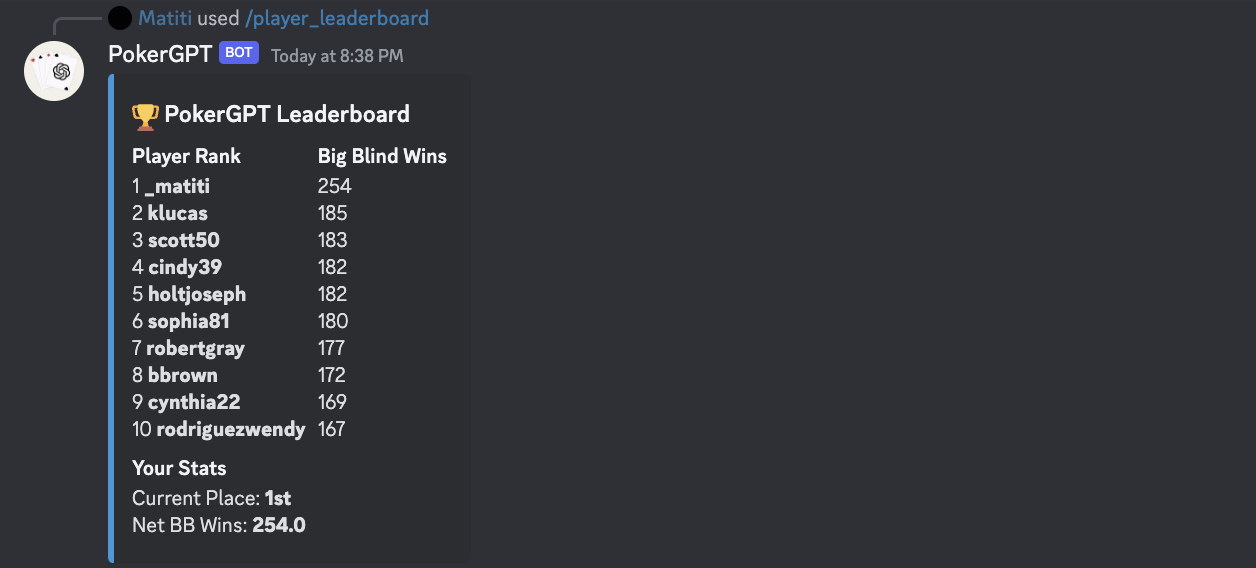 Matiti used /player_leaderboard
PokerGPT BOT Today at 8:38 PM
🏆 PokerGPT Leaderboard
Player Rank Big Blind Wins
1 _matiti 254
2 klucas 185
3 scott50 183
4 cindy39 182
5 holtjoseph 182
6 sophia81 180
7 robertgray 177
8 bbrown 172
9 cynthia22 169
10 rodriguezwendy 167
Your Stats
Current Place: 1st
Net BB Wins: 254.0